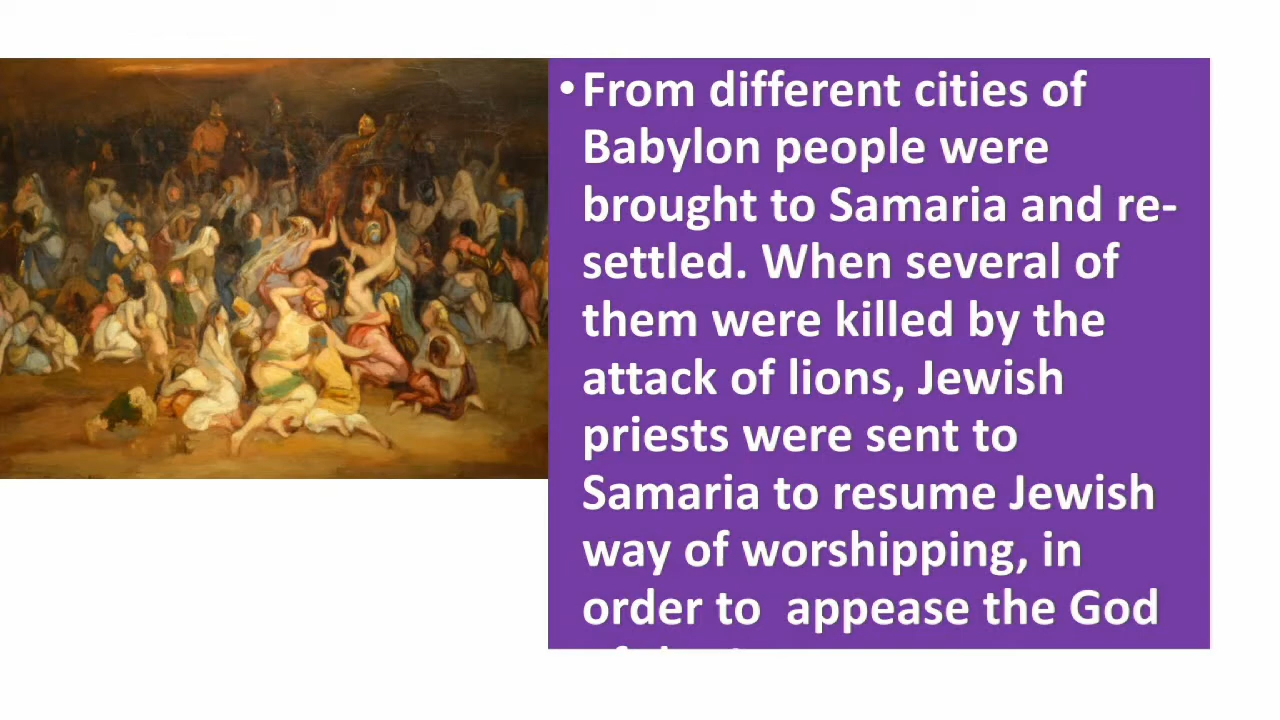 •From different cities of
Babylon people were
brought to Samaria and re-
settled. When several of
them were killed by the
attack of lions, Jewish
priests were sent to
Samaria to resume Jewish
way of worshipping, in
order to  appease the God